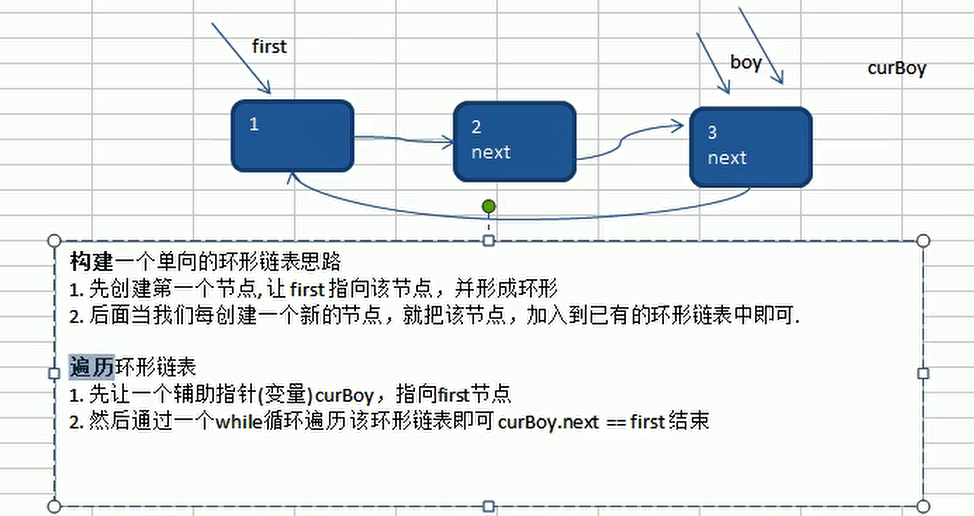 first
boy
curBoy
1
2
next
3
next
构建一个单向的环形链表思路
1. 先创建第一个节点, 让 first 指向该节点，并形成环形
2. 后面当我们每创建一个新的节点，就把该节点，加入到已有的环形链表中即可.
遍历环形链表
1. 先让一个辅助指针(变量) curBoy，指向first节点
2. 然后通过一个while循环遍历该环形链表即可 curBoy.next == first 结束